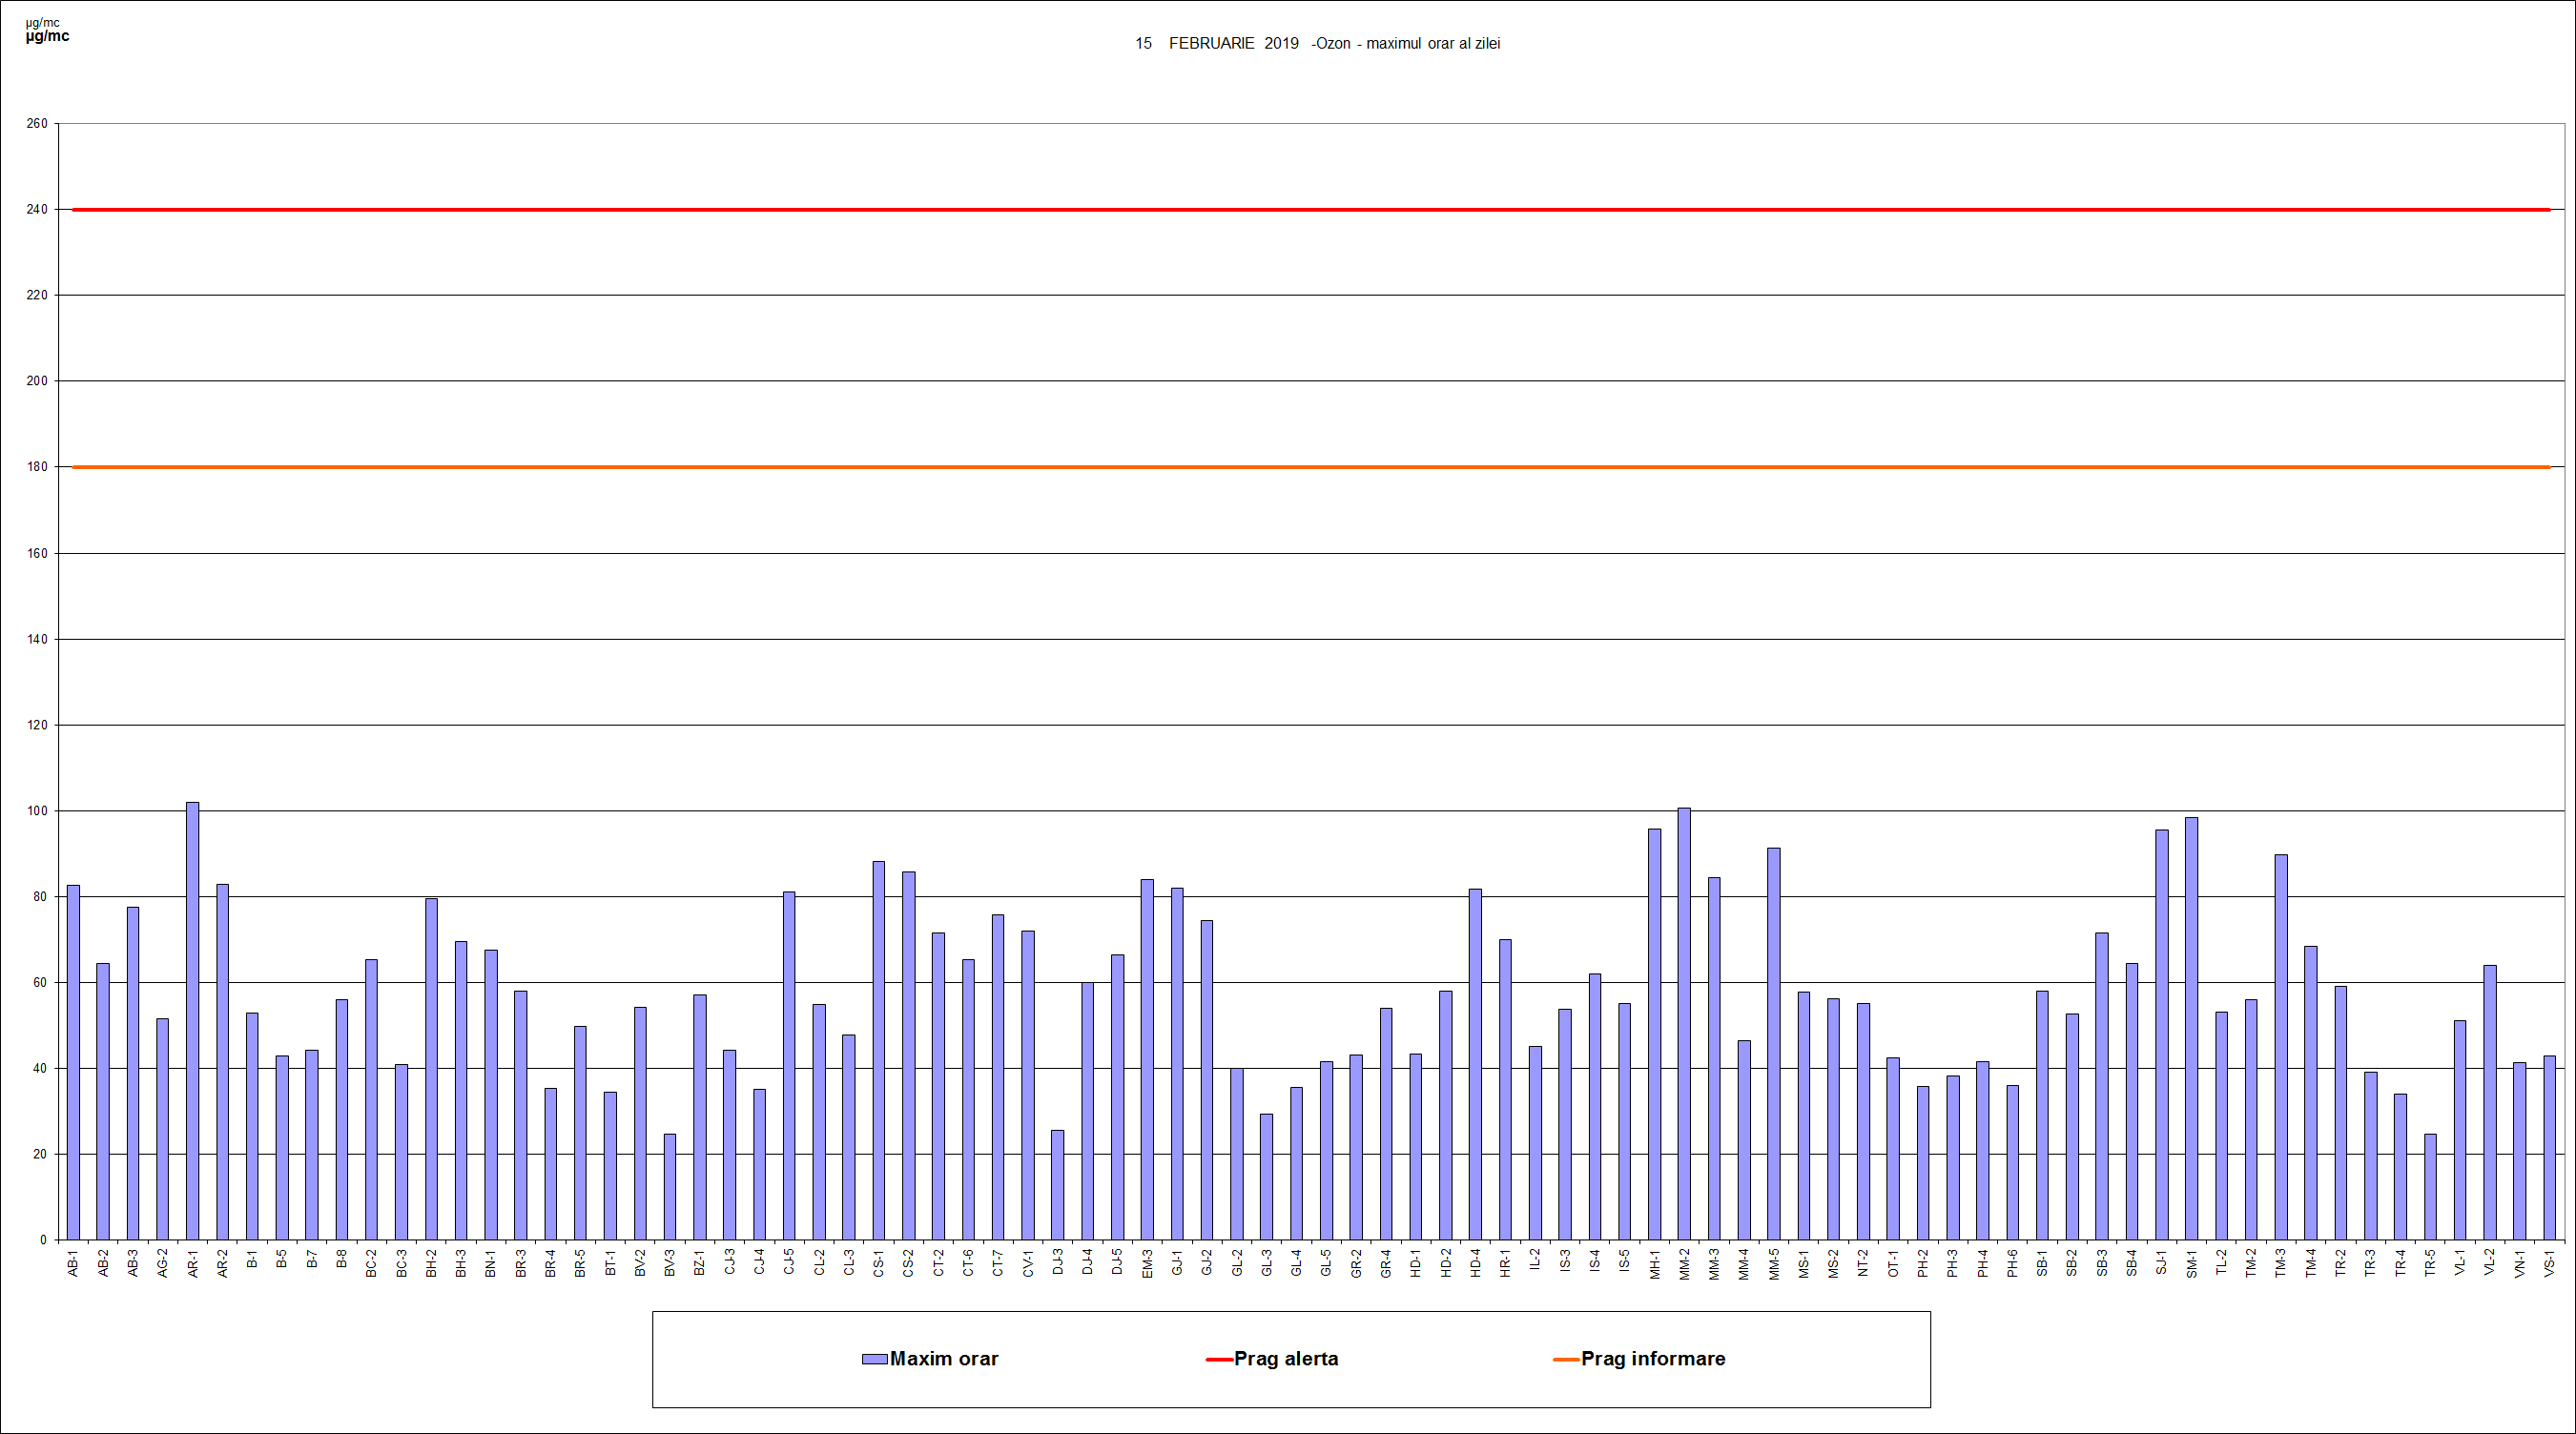 µg/mc
µg/mc
15 FEBRUARIE 2019 -Ozon - maximul orar al zilei
260
240
220
200
180
160
140
120
100
80
60
40
20
0
AB-1 AB-2 AB-3 AG-2 AR-1 AR-2 B-1 B-5 B-7 B-8 BC-2 BC-3 BH-2 BH-3 BN-1 BR-3 BR-4 BR-5 BT-1 BV-2 BV-3 BZ-1 CJ-3 CJ-4 CJ-5 CL-2 CL-3 CS-1 CS-2 CT-2 CT-6 CT-7 CV-1 DJ-3 DJ-4 DJ-5 EM-3 GJ-1 GJ-2 GL-2 GL-3 GL-4 GL-5 GR-2 GR-4 HD-1 HD-2 HD-4 HR-1 IL-2 IS-3 IS-4 IS-5 MH-1 MM-2 MM-3 MM-4 MM-5 MS-1 MS-2 NT-2 OT-1 PH-2 PH-3 PH-4 PH-6 SB-1 SB-2 SB-3 SB-4 SJ-1 SM-1 TL-2 TM-2 TM-3 TM-4 TR-2 TR-3 TR-4 TR-5 VL-1 VL-2 VN-1 VS-1
Maxim orar Prag alerta Prag informare